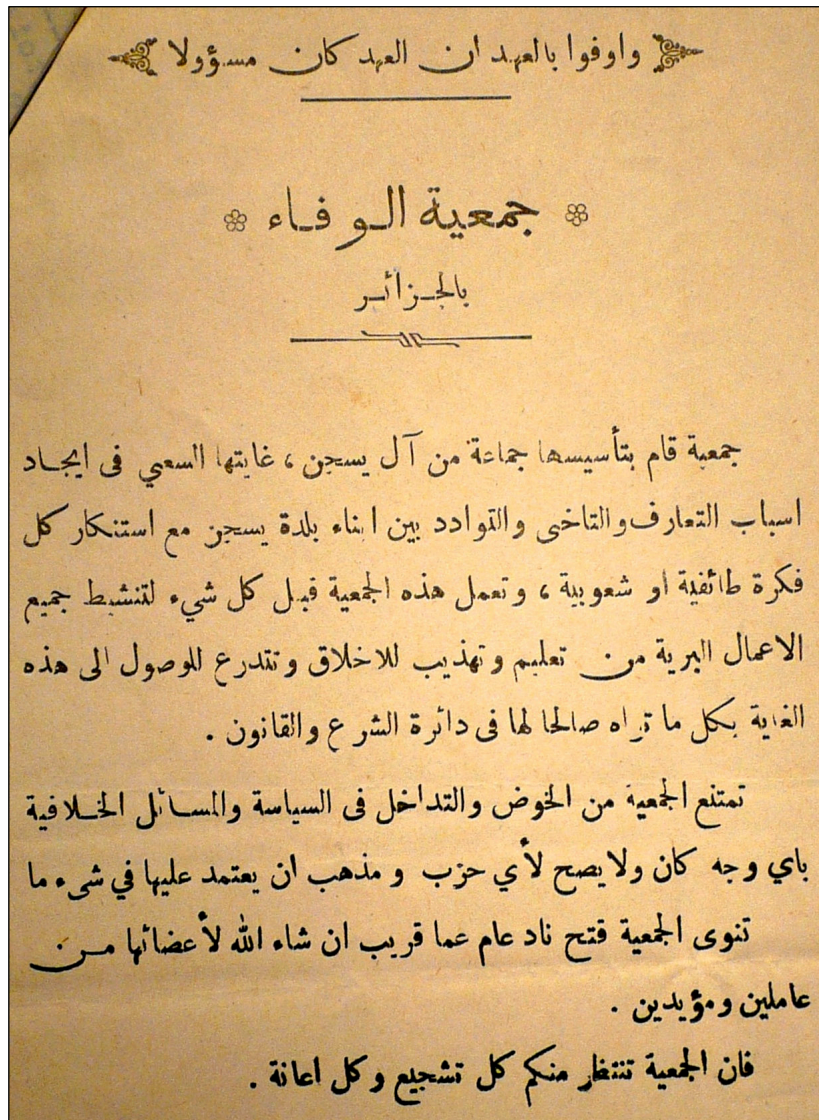 واوفوا بالعهد ان العهد كان مسؤولا
جمعية الوفاء
بالجزائر
جمعية قام بتأسيسها جماعة من آل يسجن ، غايتها السعي فى ايجاد
اسباب التعارف والتاخى والتوادد بين ابناء بلدة يسجن مع استنكار كل
فكرة طائفية او شعوبية ، وتعمل هذه الجمعية قبل كل شيء لتنشيط جميع
الاعمال البرية من تعليم وتهذيب للاخلاق وتتدرع للوصول الى هذه
الغاية بكل ما تراه صالحا لها فى دائرة الشرع والقانون .
تمتنع الجمعية من الخوض والتداخل فى السياسة والمسائل الخلافية
باي وجه كان ولا يصح لأي حزب و مذهب ان يعتمد عليها في شىء ما
تنوى الجمعية فتح ناد عام عما قريب ان شاء الله لأعضائها من
عاملين ومؤيدين .
فان الجمعية تنتظر منكم كل تشجيع وكل اعانة .